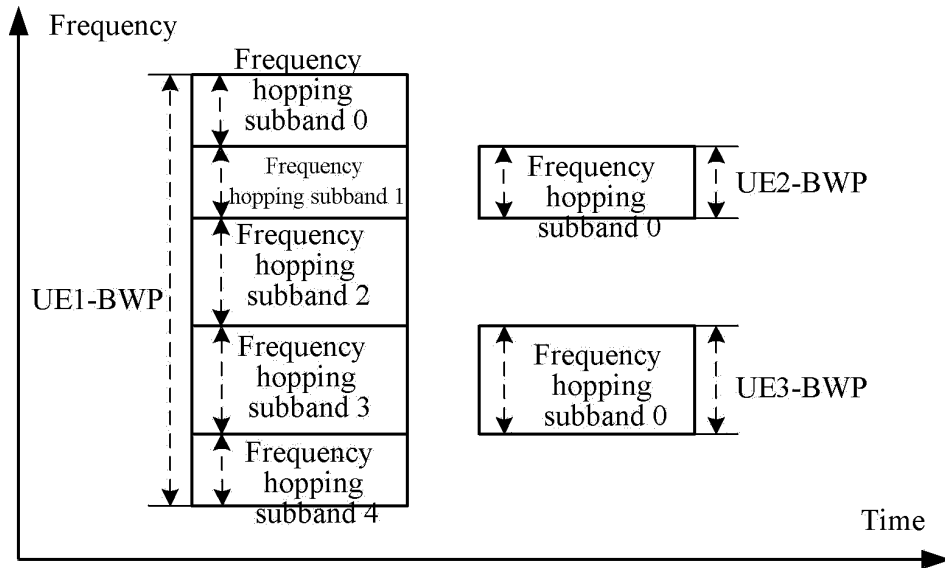 Frequency
Frequency
hopping
subband 0
Frequency
hopping subband 1
Frequency
hopping
subband 2
UE1-BWP
Frequency
hopping
subband 3
Frequency
hopping
subband 4
Frequency
hopping
subband 0
UE2-BWP
Frequency
hopping
subband 0
UE3-BWP
Time